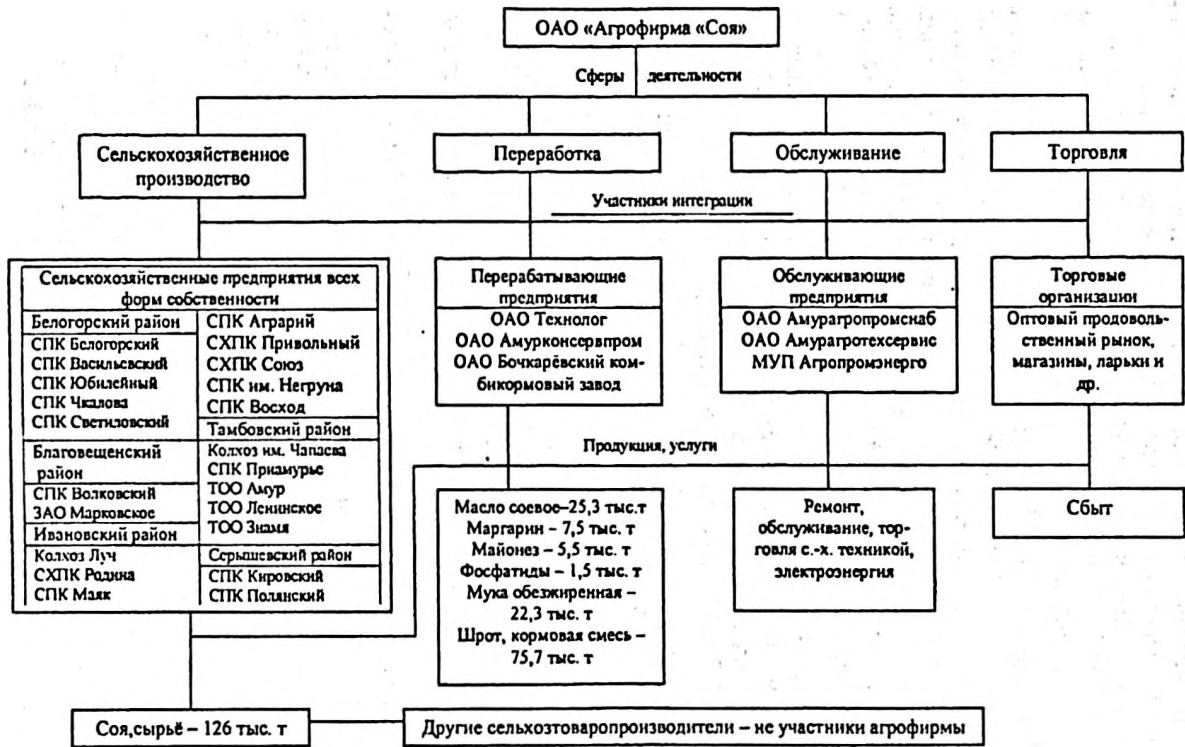 ОАО «Агрофирма «Соя»
Сферы деятельности
Сельскохозяйственное
производство
Переработка
Обслуживание
Торговля
Участники интеграции
Сельскохозяйственные предприятия всех
форм собственности
Белогорский район
СПК Белогорский
СПК Васильевский
СПК Юбилейный
СПК Чкалова
СПК Светиловский
Благовещенский
район
СПК Волковский
ЗАО Марковское
Ивановский район
Колхоз Луч
СХПК Родина
СПК Маяк
СПК Аграрий
СХПК Привольный
СХПК Союз
СПК им. Негруна
СПК Восход
Тамбовский район
Колхоз им. Чапаева
СПК Приамурье
ТОО Амур
ТОО Ленинское
ТОО Знамя
Серышевский район
СПК Кировский
СПК Полянский
Перерабатывающие
предприятия
ОАО Технолог
ОАО Амурконсервпром
ОАО Бочкарёвский ком-
бикормовый завод
Обслуживающие
предприятия
ОАО Амурагропромснаб
ОАО Амурагротехсервис
МУП Агропромэнерго
Торговые
организации
Оптовый продоволь-
ственный рынок,
магазины, ларьки и
др.
Продукция, услуги
Масло соевое–25,3 тыс.т
Маргарин – 7,5 тыс. т
Майонез – 5,5 тыс. т
Фосфатиды – 1,5 тыс. т
Мука обезжиренная –
22,3 тыс. т
Шрот, кормовая смесь –
75,7 тыс. т
Ремонт,
обслуживание, тор-
говля с.-х. техникой,
электроэнергия
Сбыт
Соя,сырьё – 126 тыс. т
Другие сельхозтоваропроизводители – не участники агрофирмы